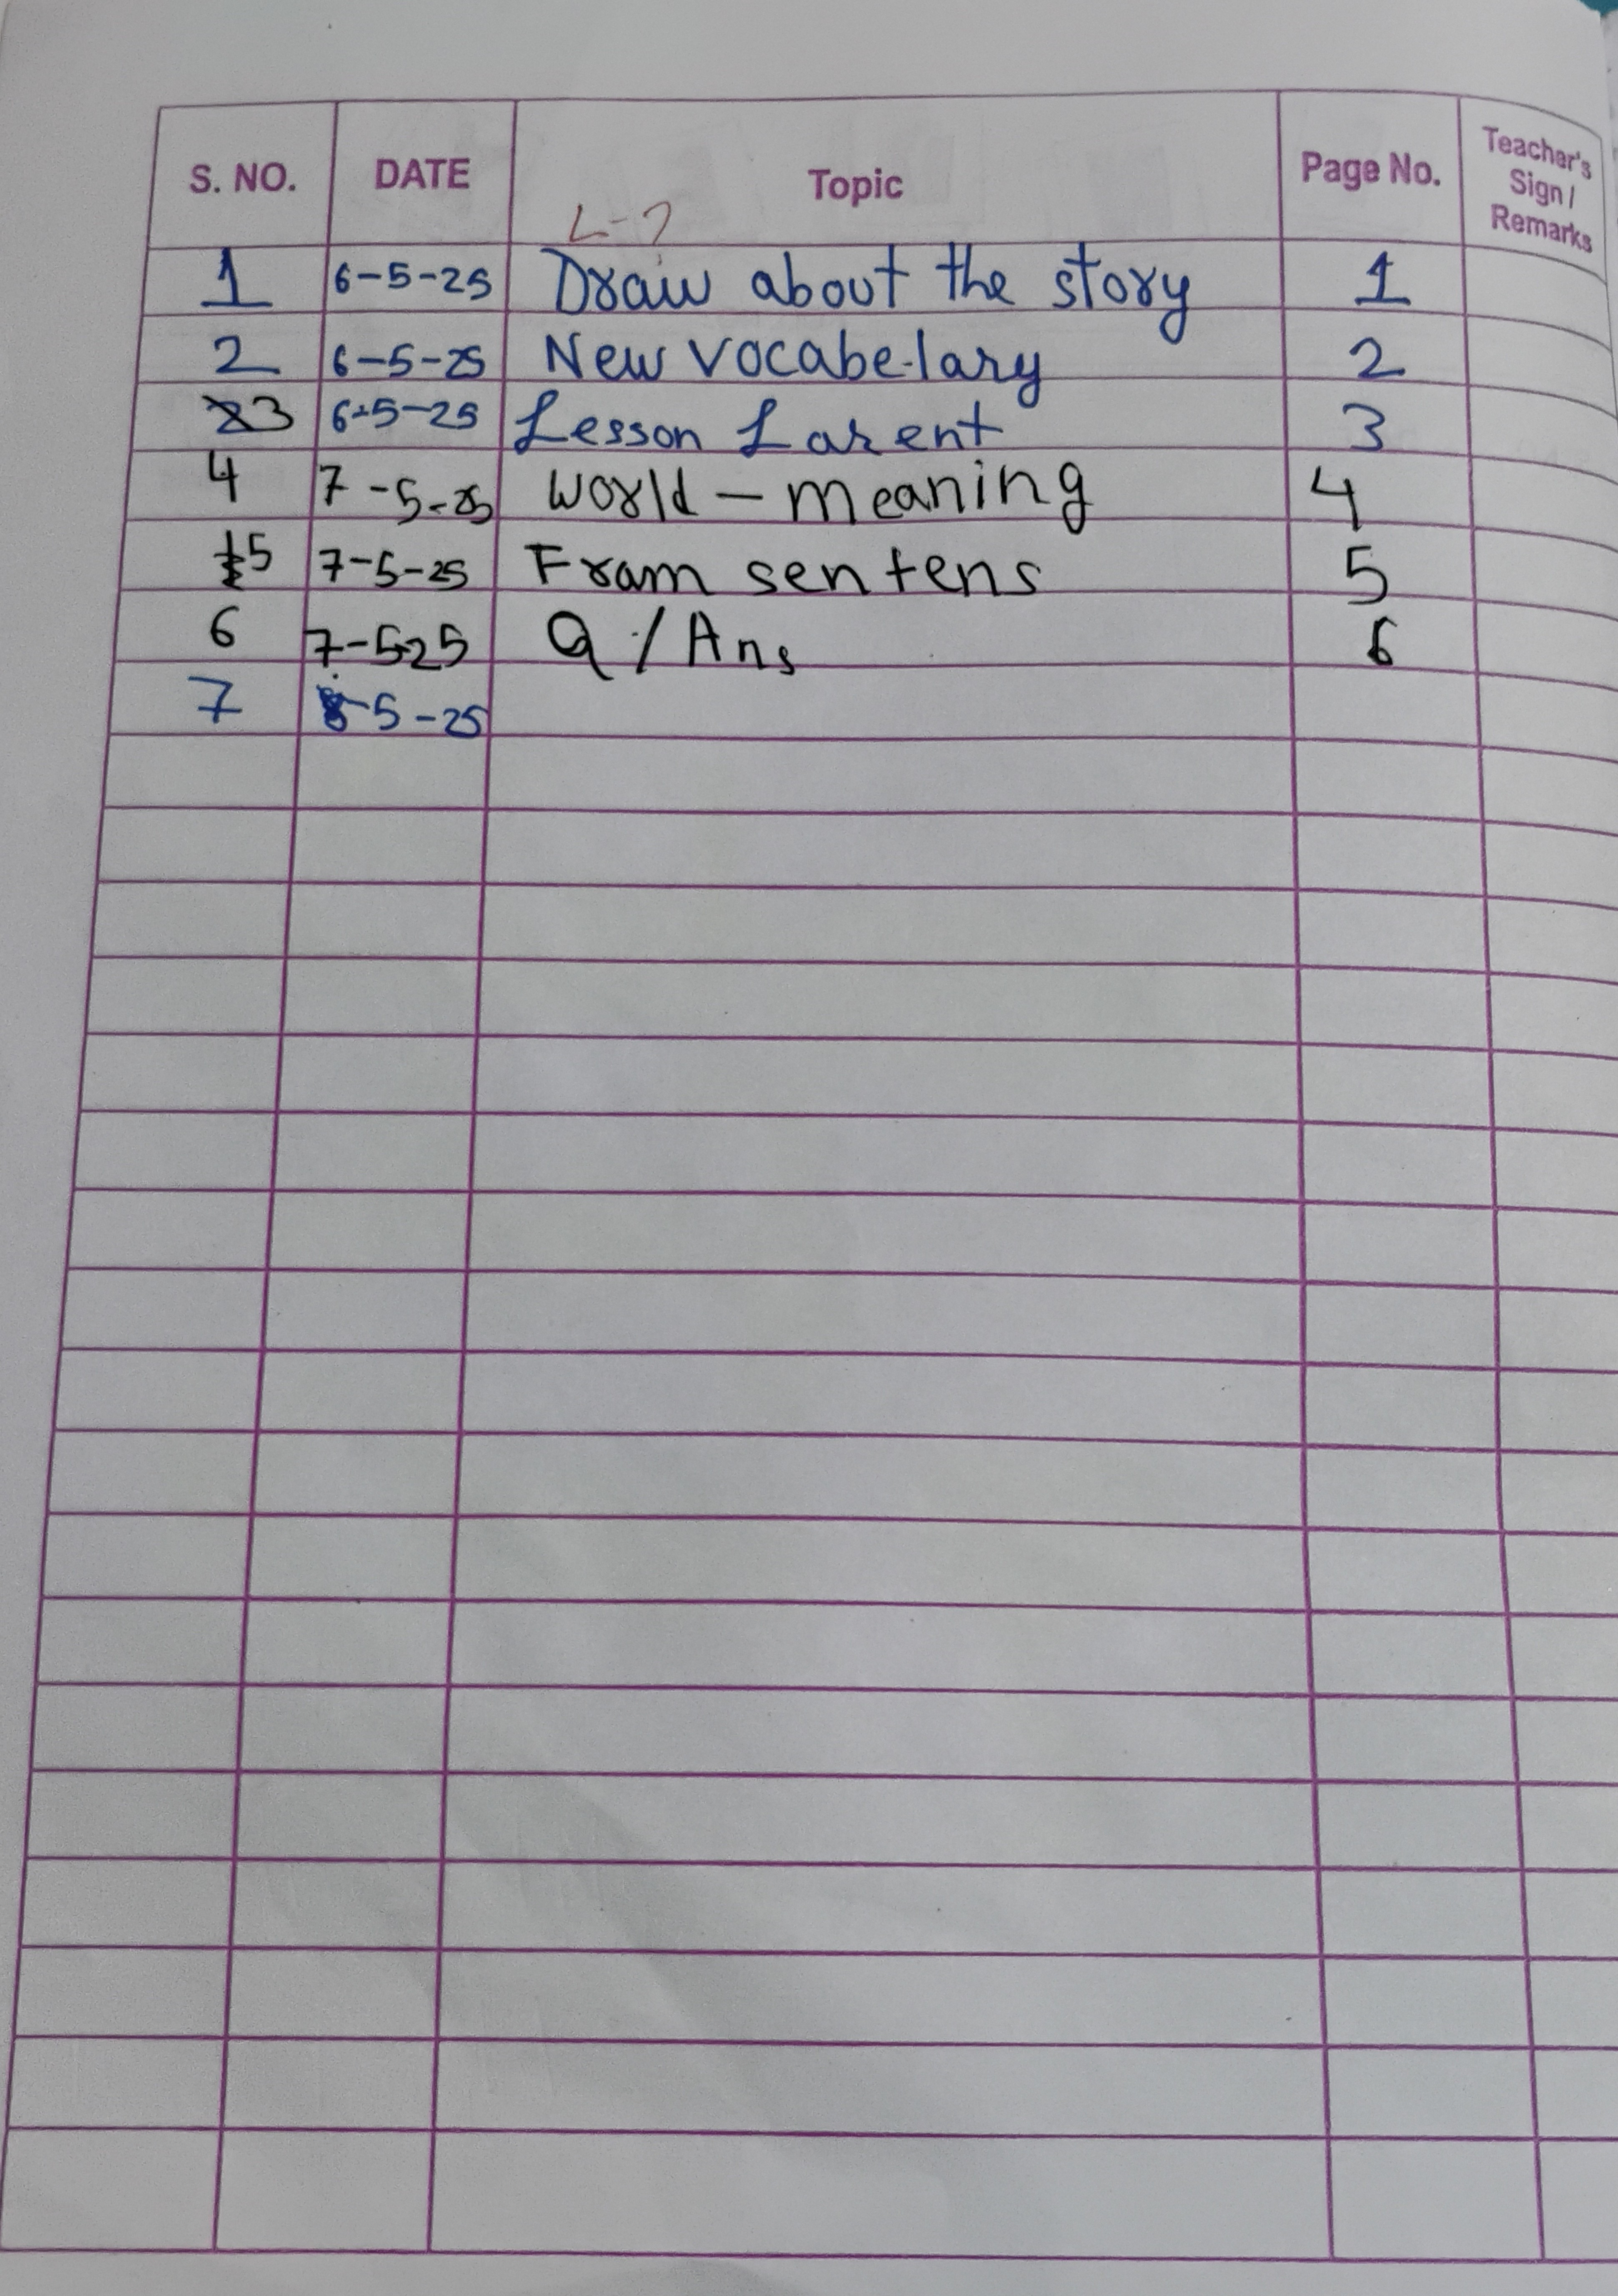 S. NO. DATE Topic Page No. Teacher's Sign / Remarks
L-2
1 6-5-25 Draw about the story 1
2 6-5-25 New vocabelary 2
3 6-5-25 Lesson Larent 3
4 7-5-25 world - meaning 4
5 7-5-25 Fram sentens 5
6 7-5-25 Q/Ans 6
7 8-5-25